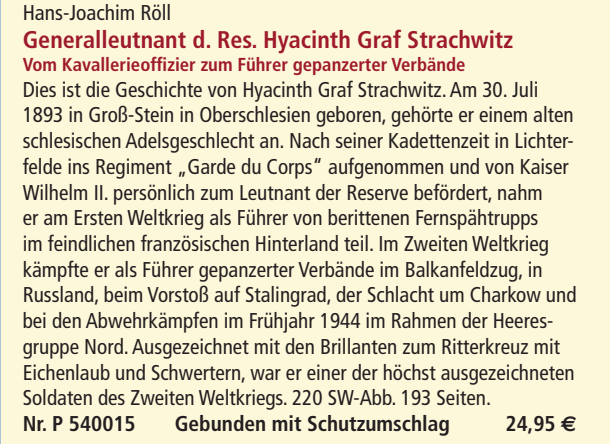 Hans-Joachim Röll
Generalleutnant d. Res. Hyacinth Graf Strachwitz
Vom Kavallerieoffizier zum Führer gepanzerter Verbände
Dies ist die Geschichte von Hyacinth Graf Strachwitz. Am 30. Juli
1893 in Groß-Stein in Oberschlesien geboren, gehörte er einem alten
schlesischen Adelsgeschlecht an. Nach seiner Kadettenzeit in Lichter-
felde ins Regiment „Garde du Corps“ aufgenommen und von Kaiser
Wilhelm II. persönlich zum Leutnant der Reserve befördert, nahm
er am Ersten Weltkrieg als Führer von berittenen Fernspähtrupps
im feindlichen französischen Hinterland teil. Im Zweiten Weltkrieg
kämpfte er als Führer gepanzerter Verbände im Balkanfeldzug, in
Russland, beim Vorstoß auf Stalingrad, der Schlacht um Charkow und
bei den Abwehrkämpfen im Frühjahr 1944 im Rahmen der Heeres-
gruppe Nord. Ausgezeichnet mit den Brillanten zum Ritterkreuz mit
Eichenlaub und Schwertern, war er einer der höchst ausgezeichneten
Soldaten des Zweiten Weltkriegs. 220 SW-Abb. 193 Seiten.
Nr. P 540015 Gebunden mit Schutzumschlag 24,95 €